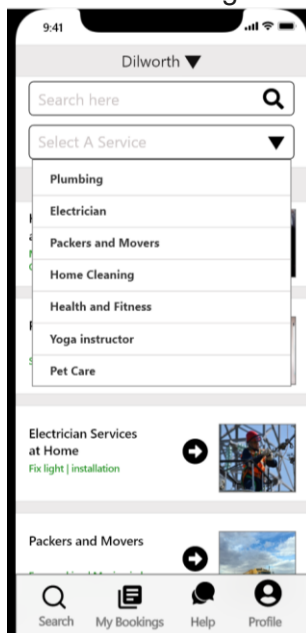 9:41
Dilworth
Search here
Select A Service
Plumbing
Electrician
Packers and Movers
Home Cleaning
Health and Fitness
Yoga instructor
Pet Care
Electrician Services
at Home
Fix light | installation
Packers and Movers
Search
My Bookings
Help
Profile